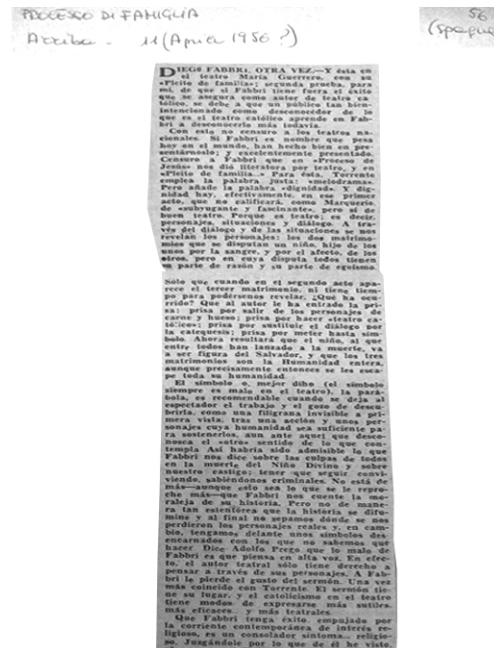 PROCESSO DI FAMIGLIA
56
Arriba - 11 (April 1956?)
(Spagna
DIEGO FABBRI, OTRA VEZ.—Y ésta en
el teatro María Guerrero, con su
«Pleito de familia»; segunda prueba, para
mí, de que el Fabbri tiene fuera el éxito
que se asegura como autor de teatro ca-
tólico, se debe a que un público tan bien-
intencionado como desconocedor de lo
que es el teatro católico aprende en Fab-
bri a desconocerlo más todavía.
Con esto no censuro a los teatros na-
cionales. Si Fabbri es nombre que pesa
hoy en el mundo, han hecho bien en pre-
sentárnoslo; y excelentemente presentado.
Censuro a Fabbri que en «Proceso de
Jesús» nos dió literatura por teatro, y en
«Pleito de familia...» Para ésta, Torrente
emplea la palabra justa: «melodrama».
Pero añade la palabra «dignidad». Y dig-
nidad hay, efectivamente, en ese primer
acto, que no calificará, como Marquerie,
de «subyugante y fascinante», pero sí de
buen teatro. Porque es teatro; es decir,
personajes, situaciones y diálogo. A tra-
vés del diálogo y de las situaciones se nos
revelan los personajes: los dos matrimo-
nios que se disputan un niño, hijo de los
unos por la sangre, y por el afecto, de los
otros, pero en cuya disputa todos tienen
su parte de razón y su parte de egoísmo.
Sólo que cuando en el segundo acto apa-
rece el tercer matrimonio, ni tiene tiem-
po para podérsenos revelar. ¿Qué ha ocu-
rrido? Que al autor le ha entrado la pri-
sa; prisa por salir de los personajes de
carne y hueso; prisa por hacer «teatro ca-
tólico»; prisa por sustituir el diálogo por
la catequesis; prisa por meter hasta sím-
bolo. Ahora resultará que el niño, al que
entre todos han lanzado a la muerte, va
a ser figura del Salvador, y que los tres
matrimonios son la Humanidad entera,
aunque precisamente entonces se les esca-
pe toda su humanidad.
El símbolo o, mejor diho (el símbolo
siempre es malo en el teatro), la pará-
bola, es recomendable cuando se deja al
espectador el trabajo y el gozo de descu-
brirla, como una filigrana invisible a pri-
mera vista, tras una acción y unos per-
sonajes cuya humanidad sea suficiente pa-
ra sostenerlos, aun ante aquel que desco-
nozca el «otro» sentido de lo que con-
templa Así habría sido admisible lo que
Fabbri nos dice sobre las culpas de todos
en la muerte del Niño Divino y sobre
nuestro castigo: tener que seguir convi-
viendo, sabiéndonos criminales. No está de
más—aunque esto sea lo que se le repro-
che más—que Fabbri nos cuente la mo-
raleja de su historia. Pero no de mane-
ra tan estentórea que la historia se difu-
mine y al final no sepamos dónde se nos
perdieron los personajes reales y, en cam-
bio, tengamos delante unos símbolos des-
encarnados con los que no sabemos qué
hacer Dice Adolfo Prego que lo malo de
Fabbri es que piensa en alta voz. En efec-
to, el autor teatral sólo tiene derecho a
pensar a través de sus personajes. A Fab-
bri le pierde el gusto del sermón. Una vez
más coincido con Torrente. El sermón tie-
ne su lugar, y el catolicismo en el teatro
tiene modos de expresarse más sutiles,
más eficaces, y más teatrales.
Que Fabbri tenga éxito, empujado por
la corriente contemporánea de interés re-
ligioso, es un consolador síntoma... religio-
so. Juzgándole por lo que de él he visto,